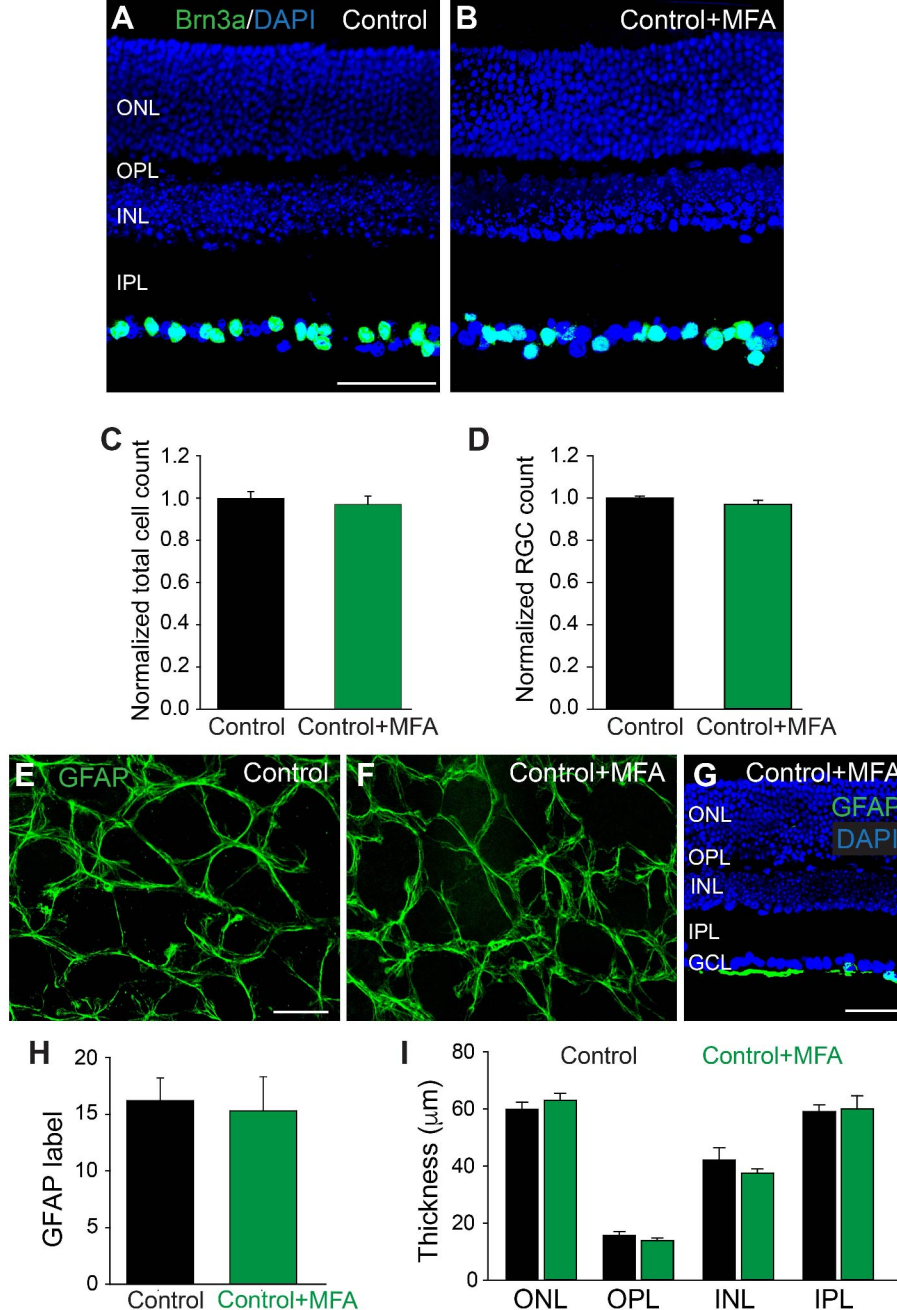 A Brn3a/DAPI Control
ONL
OPL
INL
IPL
B Control+MFA
C
Normalized total cell count
1.2
1.0
0.8
0.6
0.4
0.2
0.0
Control Control+MFA
D
Normalized RGC count
1.2
1.0
0.8
0.6
0.4
0.2
0.0
Control Control+MFA
E GFAP Control
F Control+MFA
G Control+MFA
GFAP
DAPI
ONL
OPL
INL
IPL
GCL
H
GFAP label
20
15
10
5
0
Control Control+MFA
I
Control Control+MFA
Thickness (μm)
80
60
40
20
0
ONL OPL INL IPL